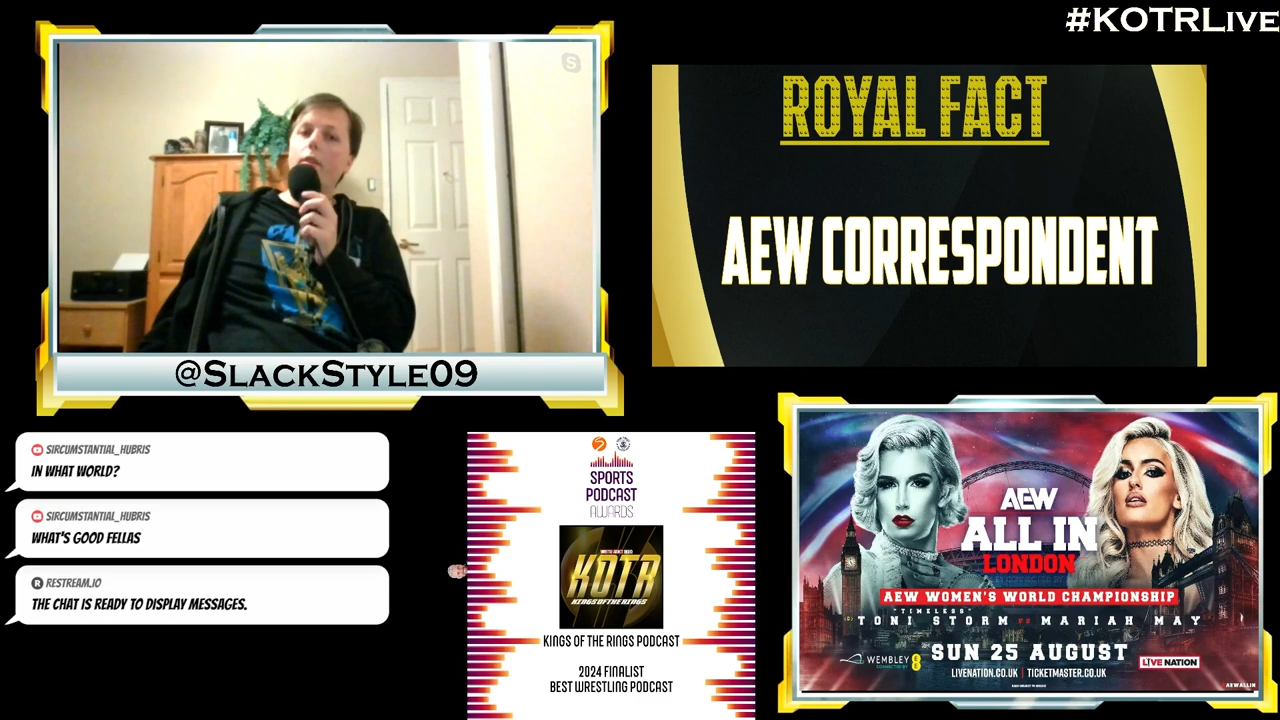 #KOTRLive
ROYAL FACT
AEW CORRESPONDENT
@SlackStyle09
SIRCUMSTANTIAL_HUBRIS
IN WHAT WORLD?
SIRCUMSTANTIAL_HUBRIS
WHAT'S GOOD FELLAS
RESTREAM.IO
THE CHAT IS READY TO DISPLAY MESSAGES.
SPORTS
PODCAST
AWARDS
KOTR
KINGS OF THE RINGS
KINGS OF THE RINGS PODCAST
2024 FINALIST
BEST WRESTLING PODCAST
AEW
ALL IN
LONDON
AEW WOMEN'S WORLD CHAMPIONSHIP
"TIMELESS"
(C) TONI STORM VS MARIAH MAY
SUN 25 AUGUST
WEMBLEY
LIVENATION.CO.UK | TICKETMASTER.CO.UK
LIVE NATION
#EWALLIN